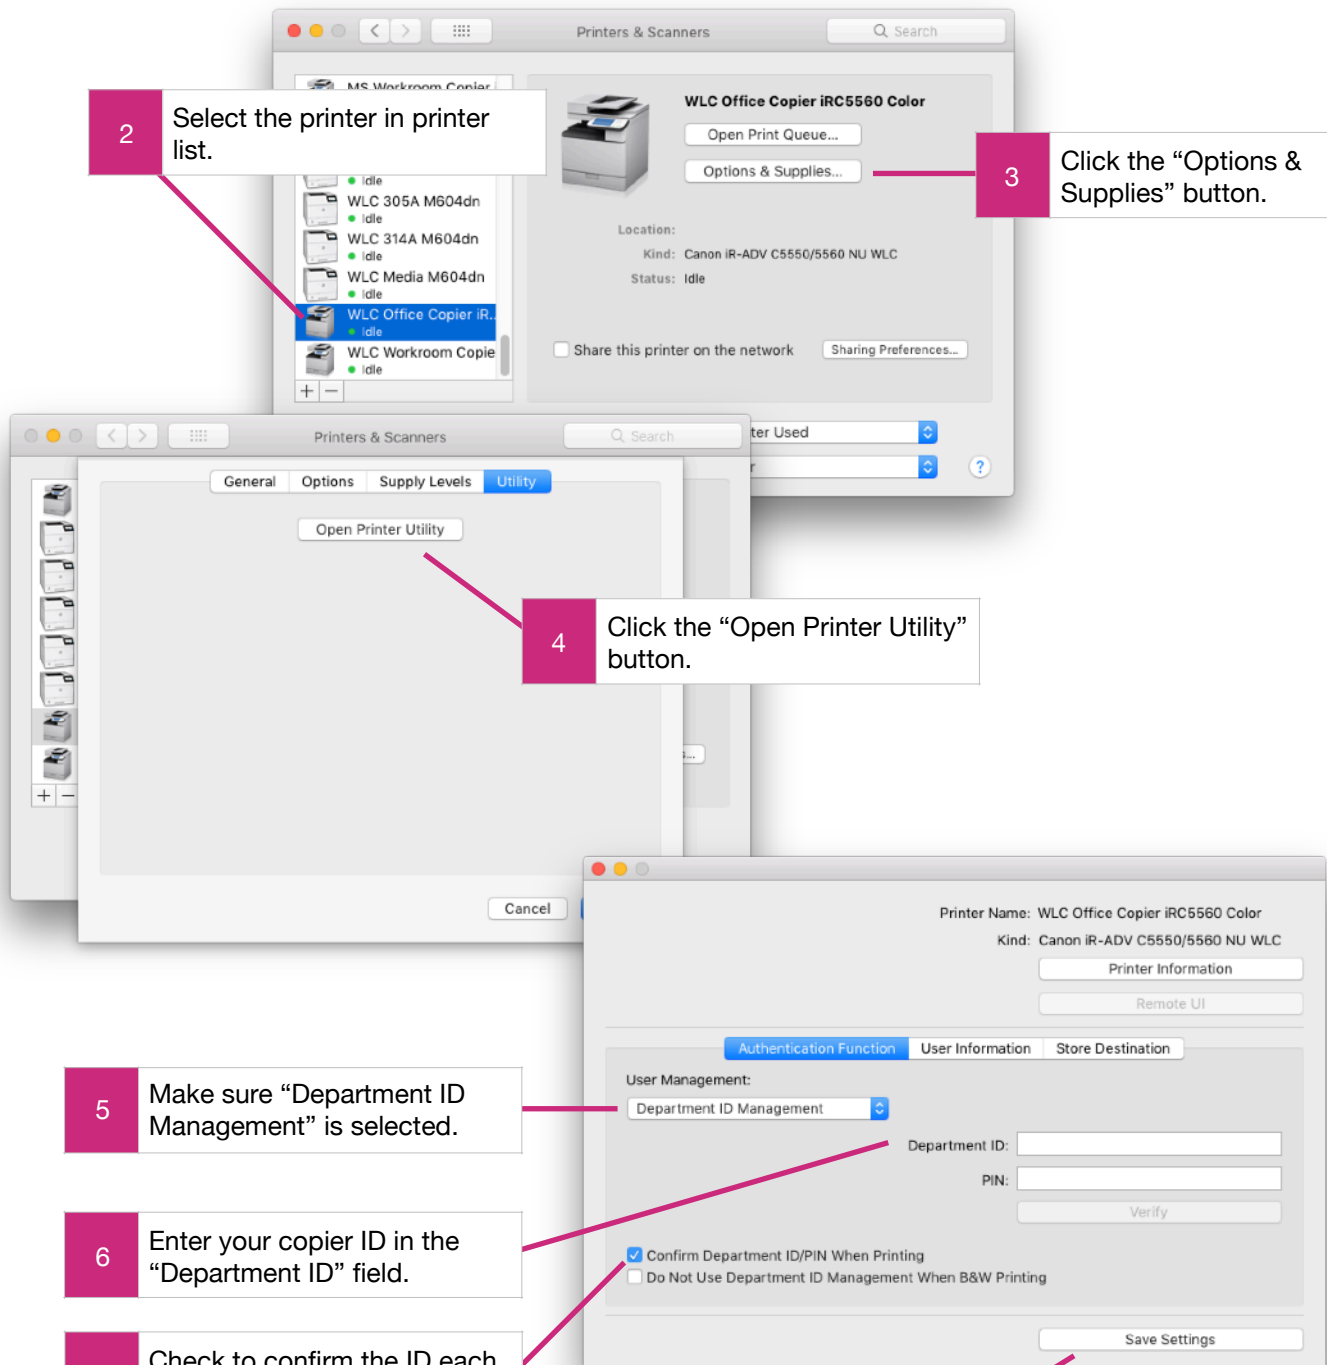 Printers & Scanners
Search
MS Workroom Copier
2
Select the printer in printer
list.
Idle
WLC 305A M604dn
Idle
WLC 314A M604dn
Idle
WLC Media M604dn
Idle
WLC Office Copier iR..
Idle
WLC Workroom Copie
Idle
+ −
WLC Office Copier iRC5560 Color
Open Print Queue...
Options & Supplies...
3
Click the “Options &
Supplies” button.
Location:
Kind: Canon iR-ADV C5550/5560 NU WLC
Status: Idle
Share this printer on the network
Sharing Preferences...
ter Used
r
?
Printers & Scanners
Search
General Options Supply Levels Utility
Open Printer Utility
4
Click the “Open Printer Utility”
button.
s...
+ −
Cancel
Printer Name: WLC Office Copier iRC5560 Color
Kind: Canon iR-ADV C5550/5560 NU WLC
Printer Information
Remote UI
Authentication Function User Information Store Destination
User Management:
Department ID Management
5
Make sure “Department ID
Management” is selected.
Department ID:
PIN:
Verify
6
Enter your copier ID in the
“Department ID” field.
Confirm Department ID/PIN When Printing
Do Not Use Department ID Management When B&W Printing
Save Settings
Check to confirm the ID each